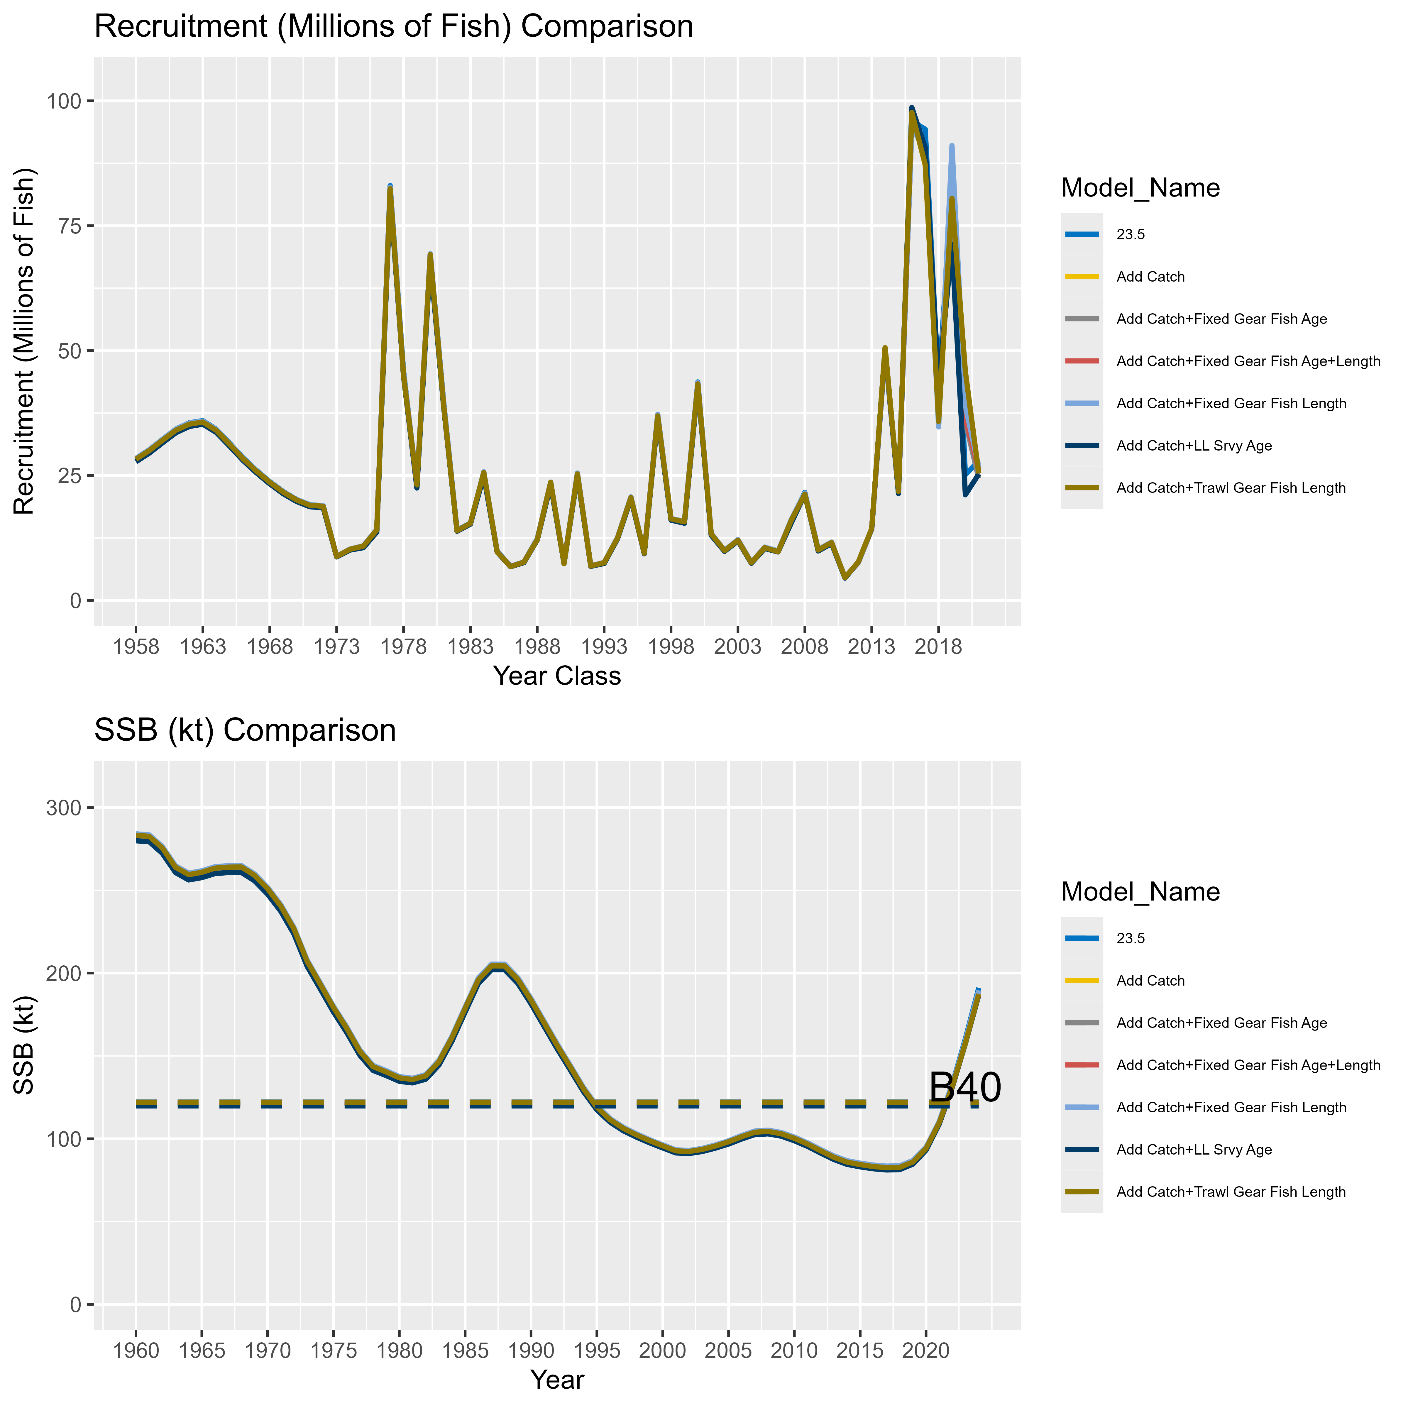 Recruitment (Millions of Fish) Comparison
Recruitment (Millions of Fish)
100
75
50
25
0
1958 1963 1968 1973 1978 1983 1988 1993 1998 2003 2008 2013 2018
Year Class
Model_Name
23.5
Add Catch
Add Catch+Fixed Gear Fish Age
Add Catch+Fixed Gear Fish Age+Length
Add Catch+Fixed Gear Fish Length
Add Catch+LL Srvy Age
Add Catch+Trawl Gear Fish Length
SSB (kt) Comparison
SSB (kt)
300
200
100
0
B40
1960 1965 1970 1975 1980 1985 1990 1995 2000 2005 2010 2015 2020
Year
Model_Name
23.5
Add Catch
Add Catch+Fixed Gear Fish Age
Add Catch+Fixed Gear Fish Age+Length
Add Catch+Fixed Gear Fish Length
Add Catch+LL Srvy Age
Add Catch+Trawl Gear Fish Length